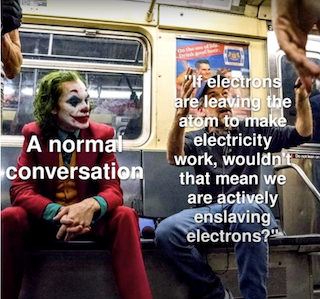 A normal
conversation
"If electrons
are leaving the
atom to make
electricity
work, wouldn't
that mean we
are actively
enslaving
electrons?"